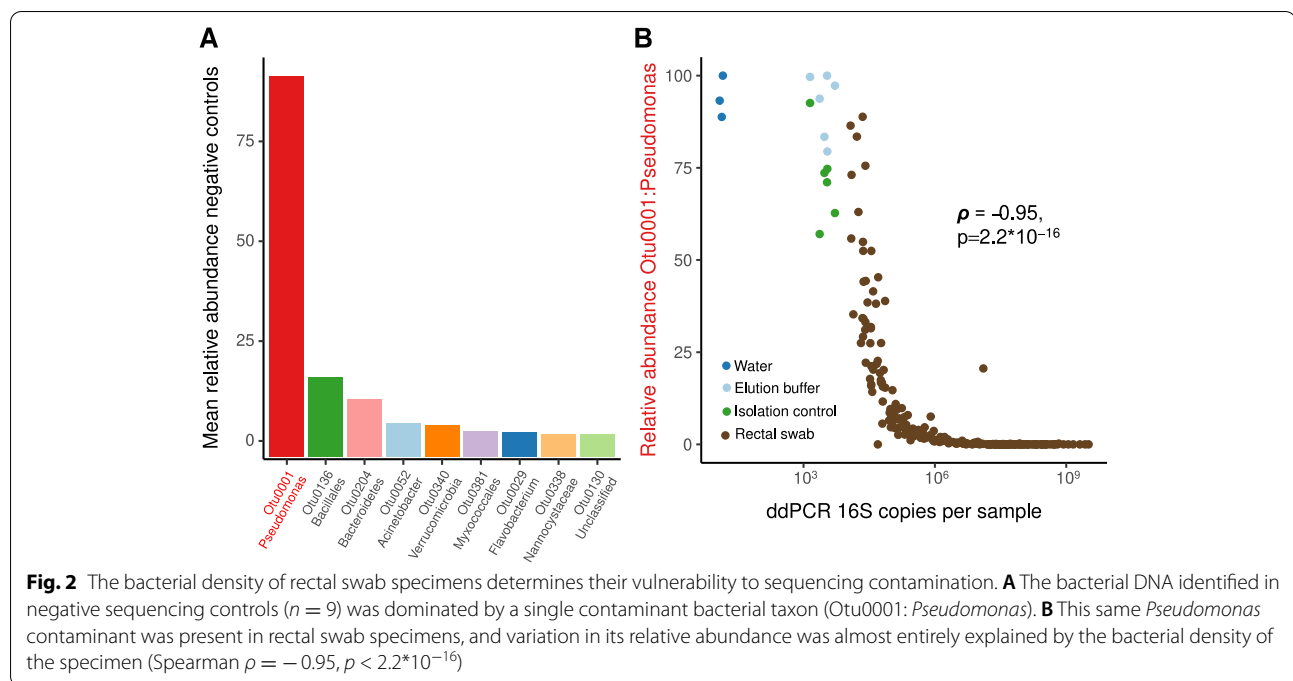 A
Mean relative abundance negative controls
75
50
25
0
Otu0001
Pseudomonas
Otu0136
Bacillales
Otu0204
Bacteroidetes
Otu0052
Acinetobacter
Otu0340
Verrucomicrobia
Otu0381
Myxococcales
Otu0029
Flavobacterium
Otu0338
Nannocystaceae
Otu0130
Unclassified
B
Relative abundance Otu0001:Pseudomonas
100
75
50
25
0
ρ = −0.95,
p=2.2*10⁻¹⁶
Water
Elution buffer
Isolation control
Rectal swab
10³
10⁶
10⁹
ddPCR 16S copies per sample
Fig. 2 The bacterial density of rectal swab specimens determines their vulnerability to sequencing contamination. A The bacterial DNA identified in
negative sequencing controls (n = 9) was dominated by a single contaminant bacterial taxon (Otu0001: Pseudomonas). B This same Pseudomonas
contaminant was present in rectal swab specimens, and variation in its relative abundance was almost entirely explained by the bacterial density of
the specimen (Spearman ρ = − 0.95, p < 2.2*10⁻¹⁶)